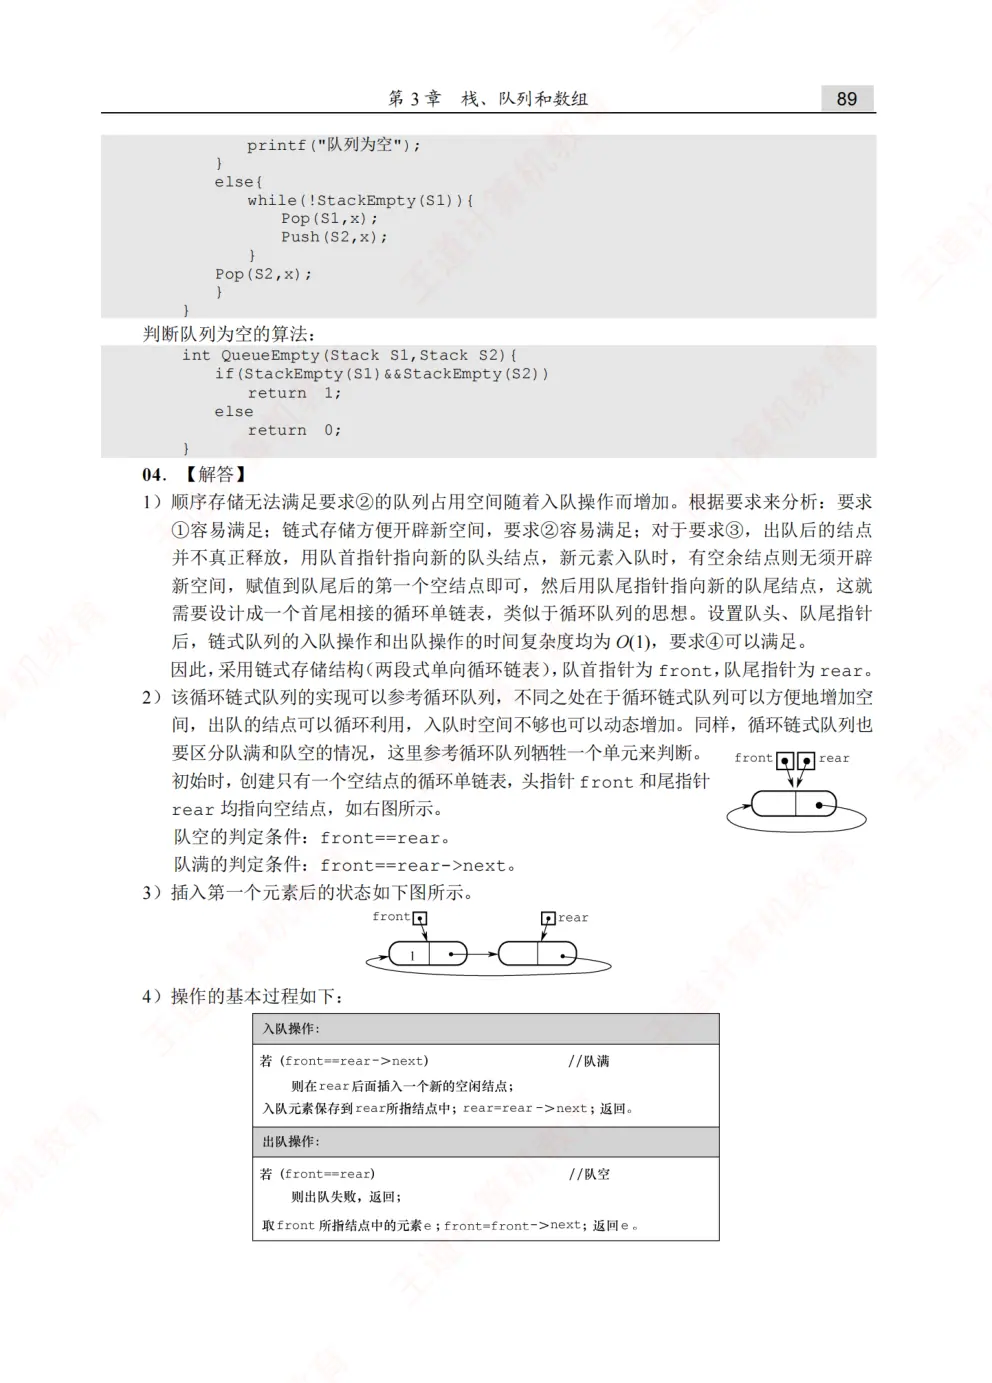 第 3 章　栈、队列和数组
89
printf("队列为空");
}
else{
while(!StackEmpty(S1)){
Pop(S1,x);
Push(S2,x);
}
Pop(S2,x);
}
}
判断队列为空的算法：
int QueueEmpty(Stack S1,Stack S2){
if(StackEmpty(S1)&&StackEmpty(S2))
return 1;
else
return 0;
}
04．【解答】
1）顺序存储无法满足要求②的队列占用空间随着入队操作而增加。根据要求来分析：要求
①容易满足；链式存储方便开辟新空间，要求②容易满足；对于要求③，出队后的结点
并不真正释放，用队首指针指向新的队头结点，新元素入队时，有空余结点则无须开辟
新空间，赋值到队尾后的第一个空结点即可，然后用队尾指针指向新的队尾结点，这就
需要设计成一个首尾相接的循环单链表，类似于循环队列的思想。设置队头、队尾指针
后，链式队列的入队操作和出队操作的时间复杂度均为 O(1)，要求④可以满足。
因此，采用链式存储结构（两段式单向循环链表），队首指针为 front，队尾指针为 rear。
2）该循环链式队列的实现可以参考循环队列，不同之处在于循环链式队列可以方便地增加空
间，出队的结点可以循环利用，入队时空间不够也可以动态增加。同样，循环链式队列也
要区分队满和队空的情况，这里参考循环队列牺牲一个单元来判断。
初始时，创建只有一个空结点的循环单链表，头指针 front 和尾指针
rear 均指向空结点，如右图所示。
front rear
队空的判定条件：front==rear。
队满的判定条件：front==rear->next。
3）插入第一个元素后的状态如下图所示。
front rear
1
4）操作的基本过程如下：
入队操作：
若 (front==rear->next) //队满
则在rear后面插入一个新的空闲结点；
入队元素保存到rear所指结点中；rear=rear->next；返回。
出队操作：
若 (front==rear) //队空
则出队失败，返回；
取front所指结点中的元素e；front=front->next；返回e。
王道计算机教育